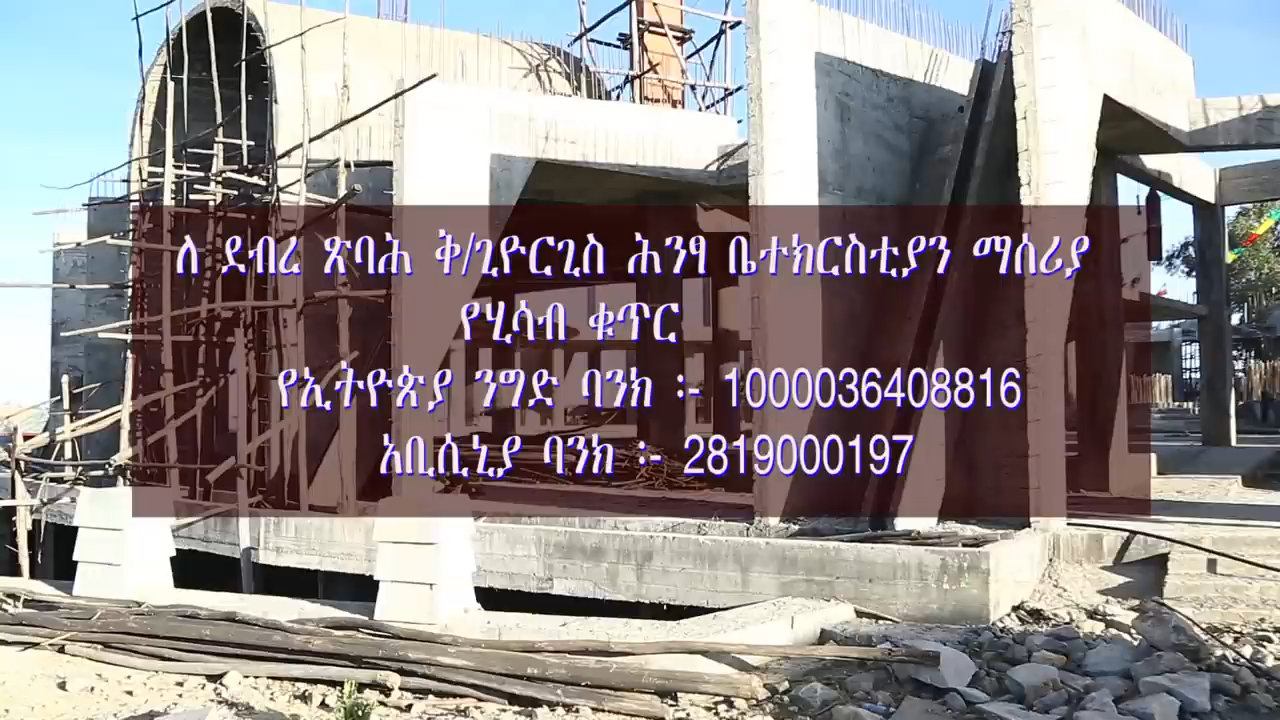 ለ ደብረ ጽባሕ ቅ/ጊዮርጊስ ሕንፃ ቤተክርስቲያን ማሰሪያ
የሂሳብ ቁጥር
የኢትዮጵያ ንግድ ባንክ ፡- 1000036408816
አቢሲኒያ ባንክ ፡- 2819000197